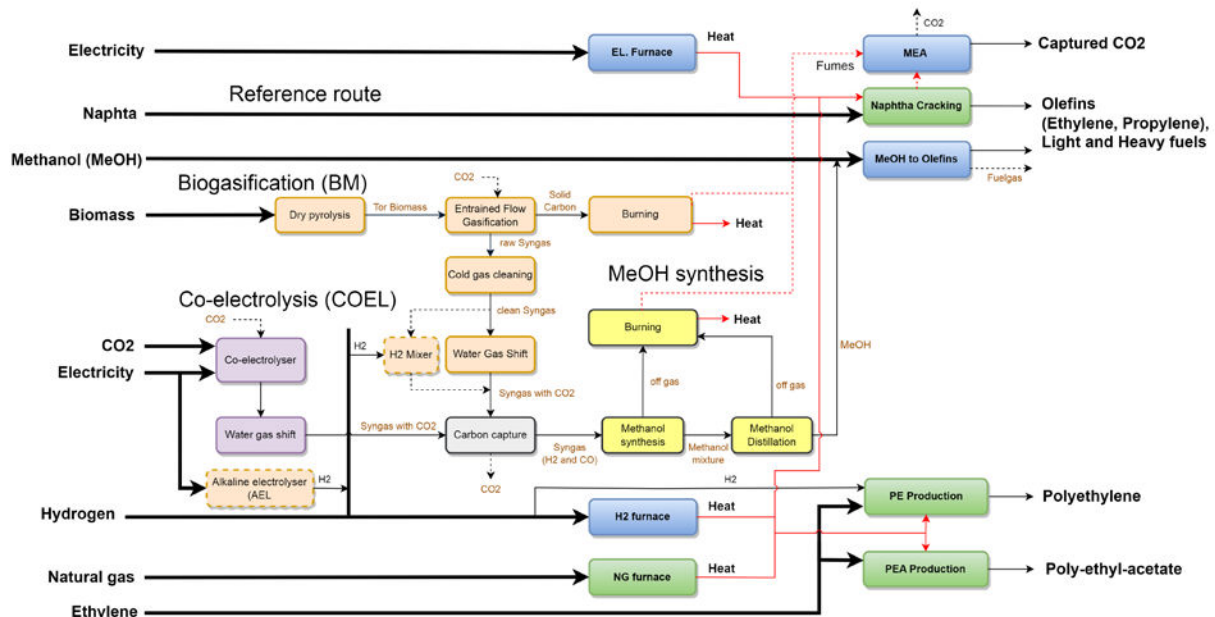 CO2
Electricity
Heat
EL. Furnace
MEA
Captured CO2
Fumes
Reference route
Naphta
Naphtha Cracking
Olefins
(Ethylene, Propylene),
Light and Heavy fuels
Methanol (MeOH)
MeOH to Olefins
Fuelgas
Biogasification (BM)
CO2
Solid
Carbon
Biomass
Dry pyrolysis
Tor Biomass
Entrained Flow
Gasification
Burning
Heat
raw Syngas
Cold gas cleaning
MeOH synthesis
Co-electrolysis (COEL)
clean Syngas
CO2
Burning
Heat
CO2
Co-electrolyser
H2
H2 Mixer
Water Gas Shift
MeOH
Electricity
off gas
off gas
Syngas with CO2
Water gas shift
Syngas with CO2
Carbon capture
Syngas
(H2 and CO)
Methanol
synthesis
Methanol
mixture
Methanol
Distillation
CO2
Alkaline electrolyser
(AEL
H2
H2
PE Production
Polyethylene
Hydrogen
H2 furnace
Heat
Natural gas
NG furnace
Heat
PEA Production
Poly-ethyl-acetate
Ethylene